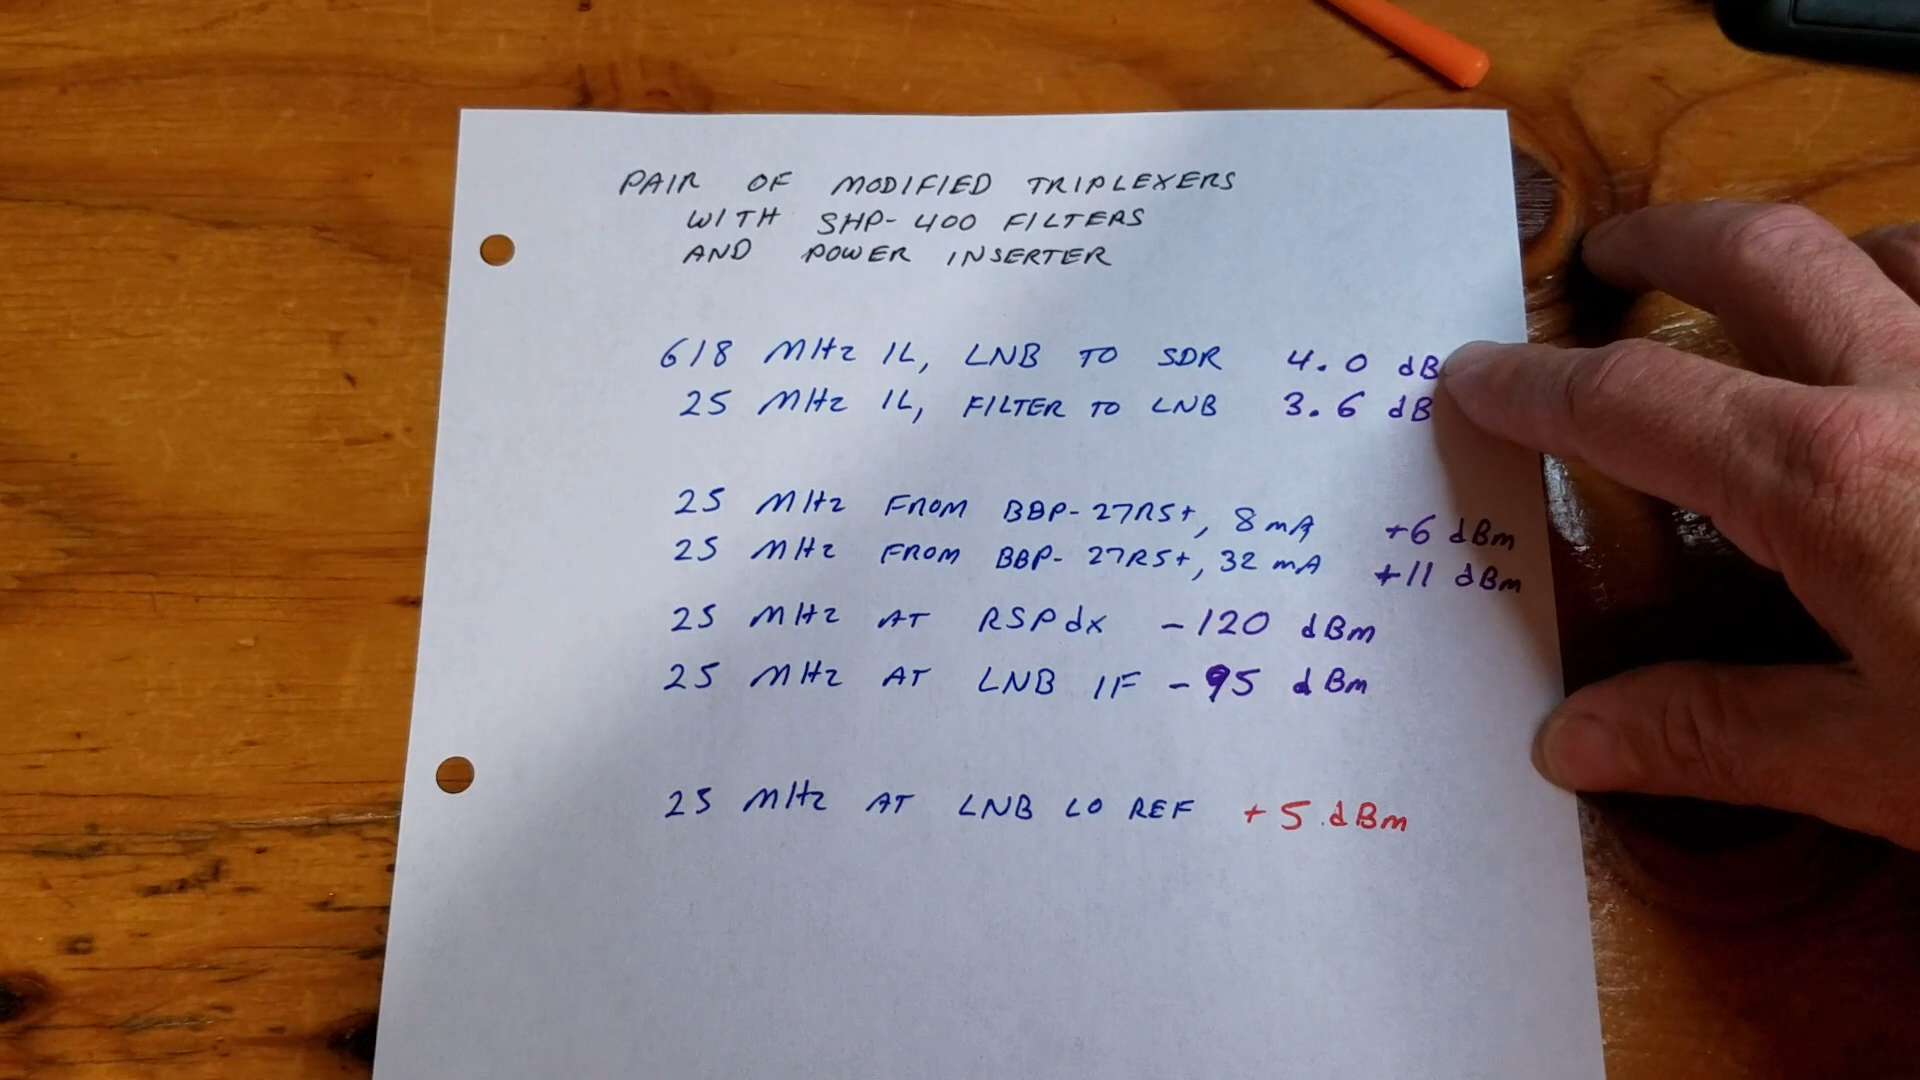 PAIR OF MODIFIED TRIPLEXERS
WITH SHP-400 FILTERS
AND POWER INSERTER
618 MHz IL, LNB TO SDR 4.0 dB
25 MHz IL, FILTER TO LNB 3.6 dB
25 MHz FROM BBP-27RS+, 8 mA +6 dBm
25 MHz FROM BBP-27RS+, 32 mA +11 dBm
25 MHz AT RSPdx -120 dBm
25 MHz AT LNB IF -95 dBm
25 MHz AT LNB LO REF +5 dBm